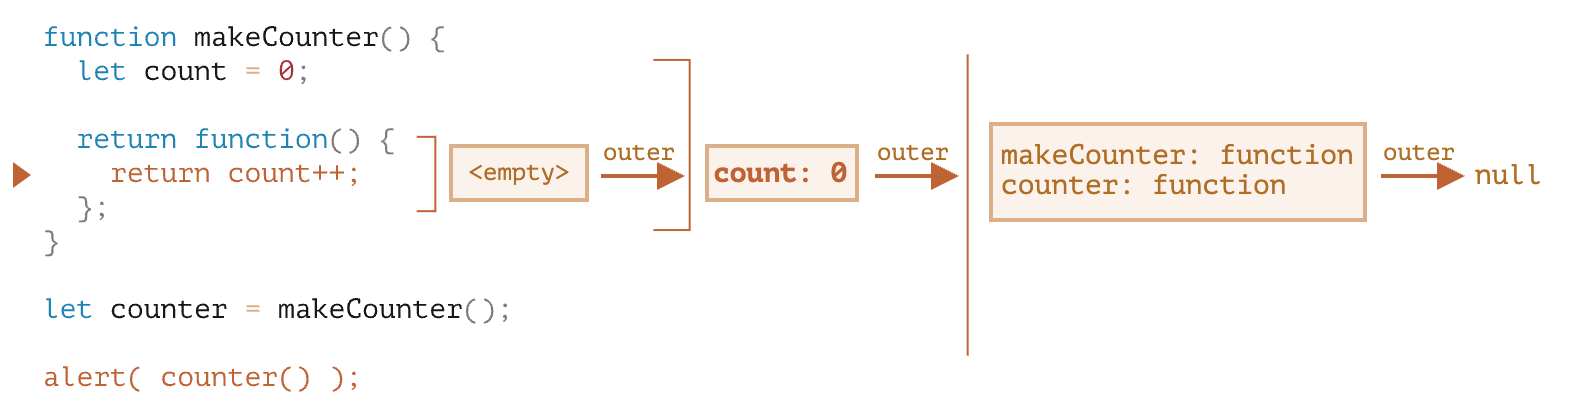 function makeCounter() {
let count = 0;
return function() {
return count++;
};
}
let counter = makeCounter();
alert( counter() );
<empty>
outer
count: 0
outer
makeCounter: function
counter: function
outer
null